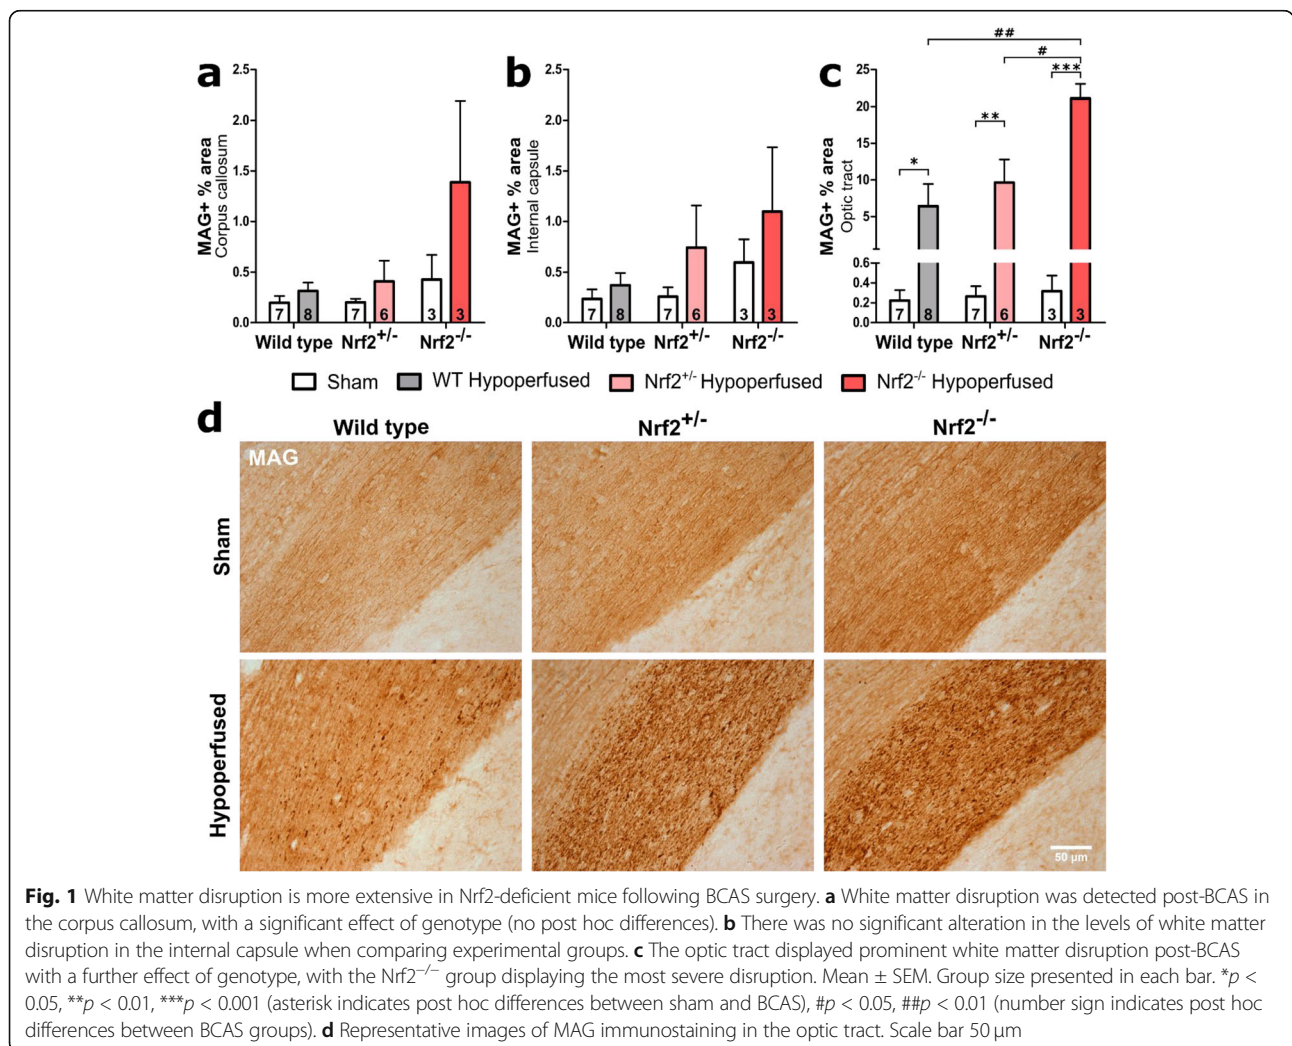 a
MAG+ % area
Corpus callosum
2.5
2.0
1.5
1.0
0.5
0.0
7 8 7 6 3 3
Wild type Nrf2+/- Nrf2-/-
b
MAG+ % area
Internal capsule
2.5
2.0
1.5
1.0
0.5
0.0
7 8 7 6 3 3
Wild type Nrf2+/- Nrf2-/-
c
MAG+ % area
Optic tract
##
#
***
**
*
25
20
15
10
5
0.6
0.4
0.2
0.0
7 8 7 6 3 3
Wild type Nrf2+/- Nrf2-/-
Sham WT Hypoperfused Nrf2+/- Hypoperfused Nrf2-/- Hypoperfused
d
Wild type Nrf2+/- Nrf2-/-
MAG
Sham
Hypoperfused
50 µm
Fig. 1 White matter disruption is more extensive in Nrf2-deficient mice following BCAS surgery. a White matter disruption was detected post-BCAS in
the corpus callosum, with a significant effect of genotype (no post hoc differences). b There was no significant alteration in the levels of white matter
disruption in the internal capsule when comparing experimental groups. c The optic tract displayed prominent white matter disruption post-BCAS
with a further effect of genotype, with the Nrf2−/− group displaying the most severe disruption. Mean ± SEM. Group size presented in each bar. *p <
0.05, **p < 0.01, ***p < 0.001 (asterisk indicates post hoc differences between sham and BCAS), #p < 0.05, ##p < 0.01 (number sign indicates post hoc
differences between BCAS groups). d Representative images of MAG immunostaining in the optic tract. Scale bar 50 µm